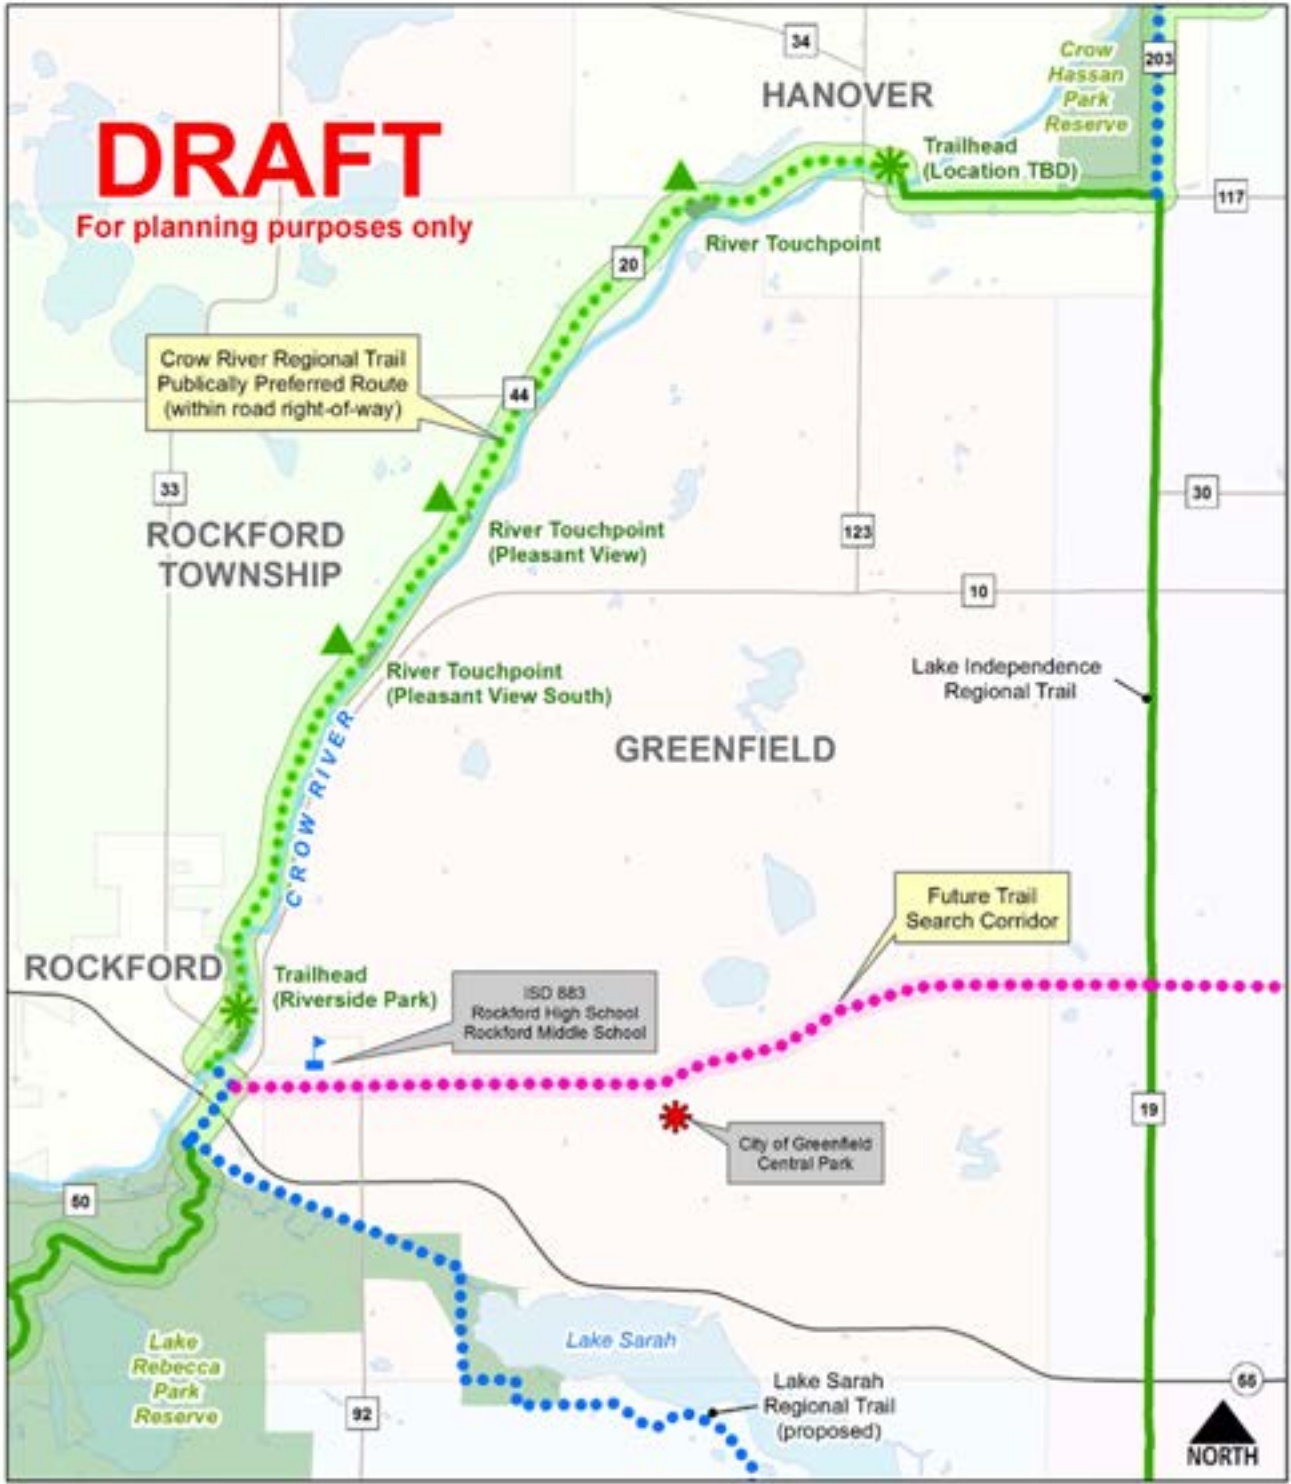 34
203
Crow
Hassan
Park
Reserve
HANOVER
DRAFT
For planning purposes only
Trailhead
(Location TBD)
117
River Touchpoint
20
Crow River Regional Trail
Publically Preferred Route
(within road right-of-way)
44
33
30
ROCKFORD
TOWNSHIP
River Touchpoint
(Pleasant View)
123
10
River Touchpoint
(Pleasant View South)
Lake Independence
Regional Trail
CROW RIVER
GREENFIELD
Future Trail
Search Corridor
ROCKFORD
Trailhead
(Riverside Park)
ISD 883
Rockford High School
Rockford Middle School
19
City of Greenfield
Central Park
50
Lake Sarah
Lake
Rebecca
Park
Reserve
Lake Sarah
Regional Trail
(proposed)
55
92
NORTH